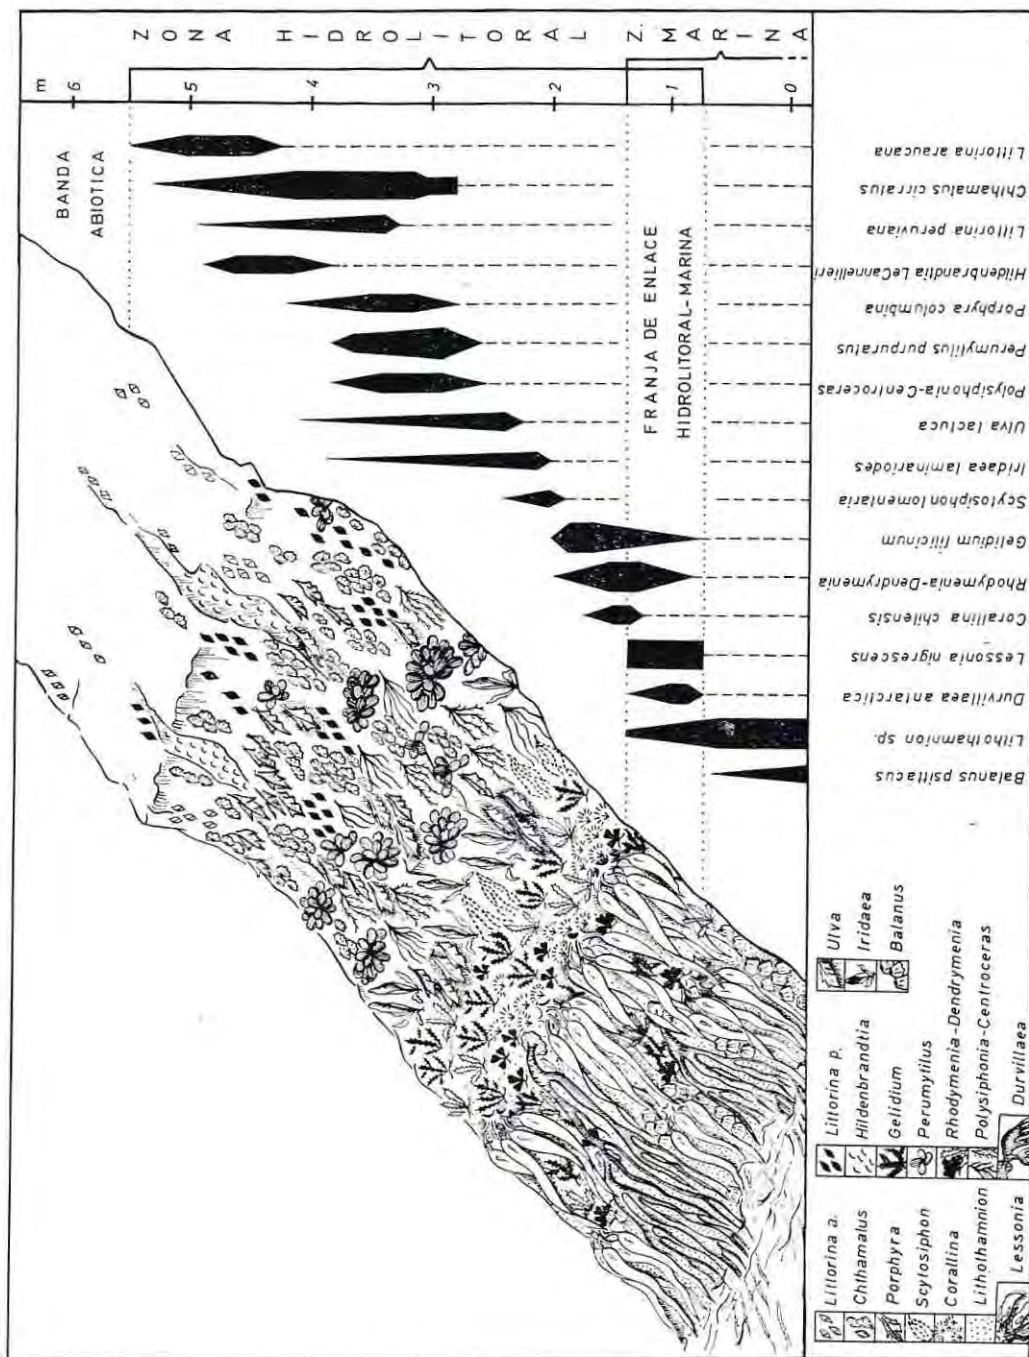 ZONA HIDROLITORAL
Z. MARINA
m
6
5
4
3
2
1
0
BANDA
ABIOTICA
FRANJA DE ENLACE
HIDROLITORAL-MARINA
Littorina araucana
Chthamalus cirratus
Littorina peruviana
Hildenbrandtia LeCannellieri
Porphyra columbina
Perumytilus purpuratus
Polysiphonia-Centroceras
Ulva lactuca
Iridaea laminariodes
Scytosiphon lomentaria
Gelidium filicinum
Rhodymenia-Dendrymenia
Corallina chilensis
Lessonia nigrescens
Durvillaea antarctica
Lithothamnion sp.
Balanus psittacus
Littorina a.
Chthamalus
Porphyra
Scytosiphon
Corallina
Lithothamnion
Lessonia
Littorina p.
Hildenbrandtia
Gelidium
Perumytilus
Rhodymenia-Dendrymenia
Polysiphonia-Centroceras
Durvillaea
Ulva
Iridaea
Balanus